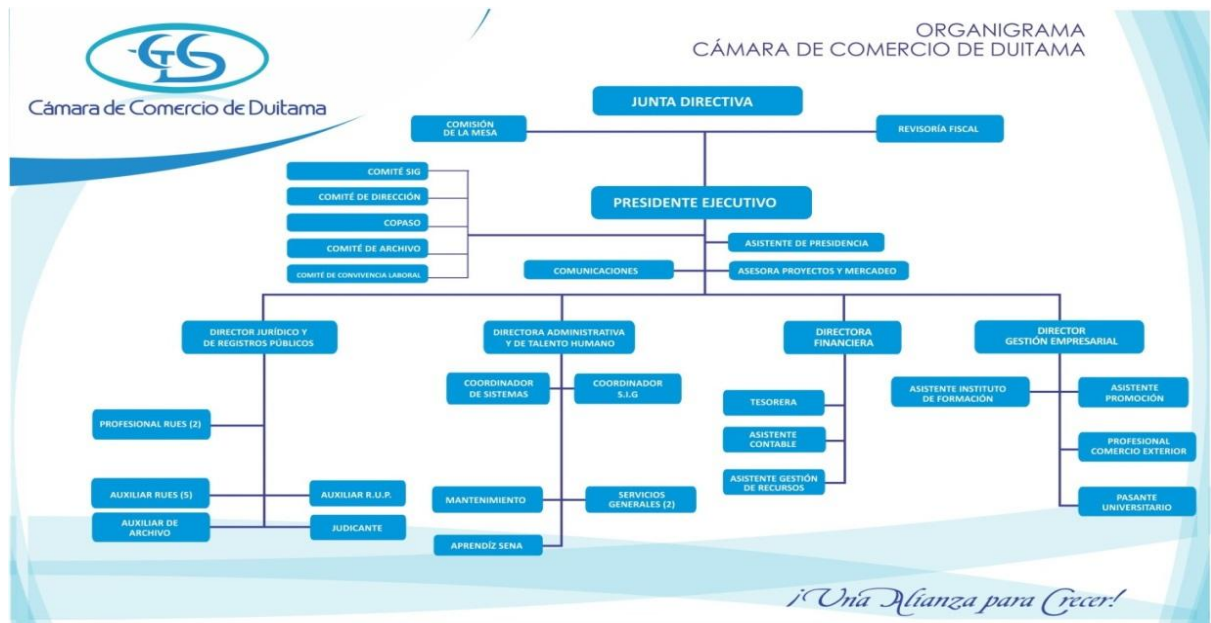 ORGANIGRAMA
CÁMARA DE COMERCIO DE DUITAMA
Cámara de Comercio de Duitama
JUNTA DIRECTIVA
COMISIÓN
DE LA MESA
REVISORÍA FISCAL
COMITÉ SIG
COMITÉ DE DIRECCIÓN
COPASO
COMITÉ DE ARCHIVO
COMITÉ DE CONVIVENCIA LABORAL
PRESIDENTE EJECUTIVO
ASISTENTE DE PRESIDENCIA
COMUNICACIONES
ASESORA PROYECTOS Y MERCADEO
DIRECTOR JURÍDICO Y
DE REGISTROS PÚBLICOS
PROFESIONAL RUES (2)
AUXILIAR RUES (5)
AUXILIAR R.U.P.
AUXILIAR DE
ARCHIVO
JUDICANTE
DIRECTORA ADMINISTRATIVA
Y DE TALENTO HUMANO
COORDINADOR
DE SISTEMAS
COORDINADOR
S.I.G
MANTENIMIENTO
SERVICIOS
GENERALES (2)
APRENDÍZ SENA
DIRECTORA
FINANCIERA
TESORERA
ASISTENTE
CONTABLE
ASISTENTE GESTIÓN
DE RECURSOS
DIRECTOR
GESTIÓN EMPRESARIAL
ASISTENTE INSTITUTO
DE FORMACIÓN
ASISTENTE
PROMOCIÓN
PROFESIONAL
COMERCIO EXTERIOR
PASANTE
UNIVERSITARIO
¡Una Alianza para Crecer!